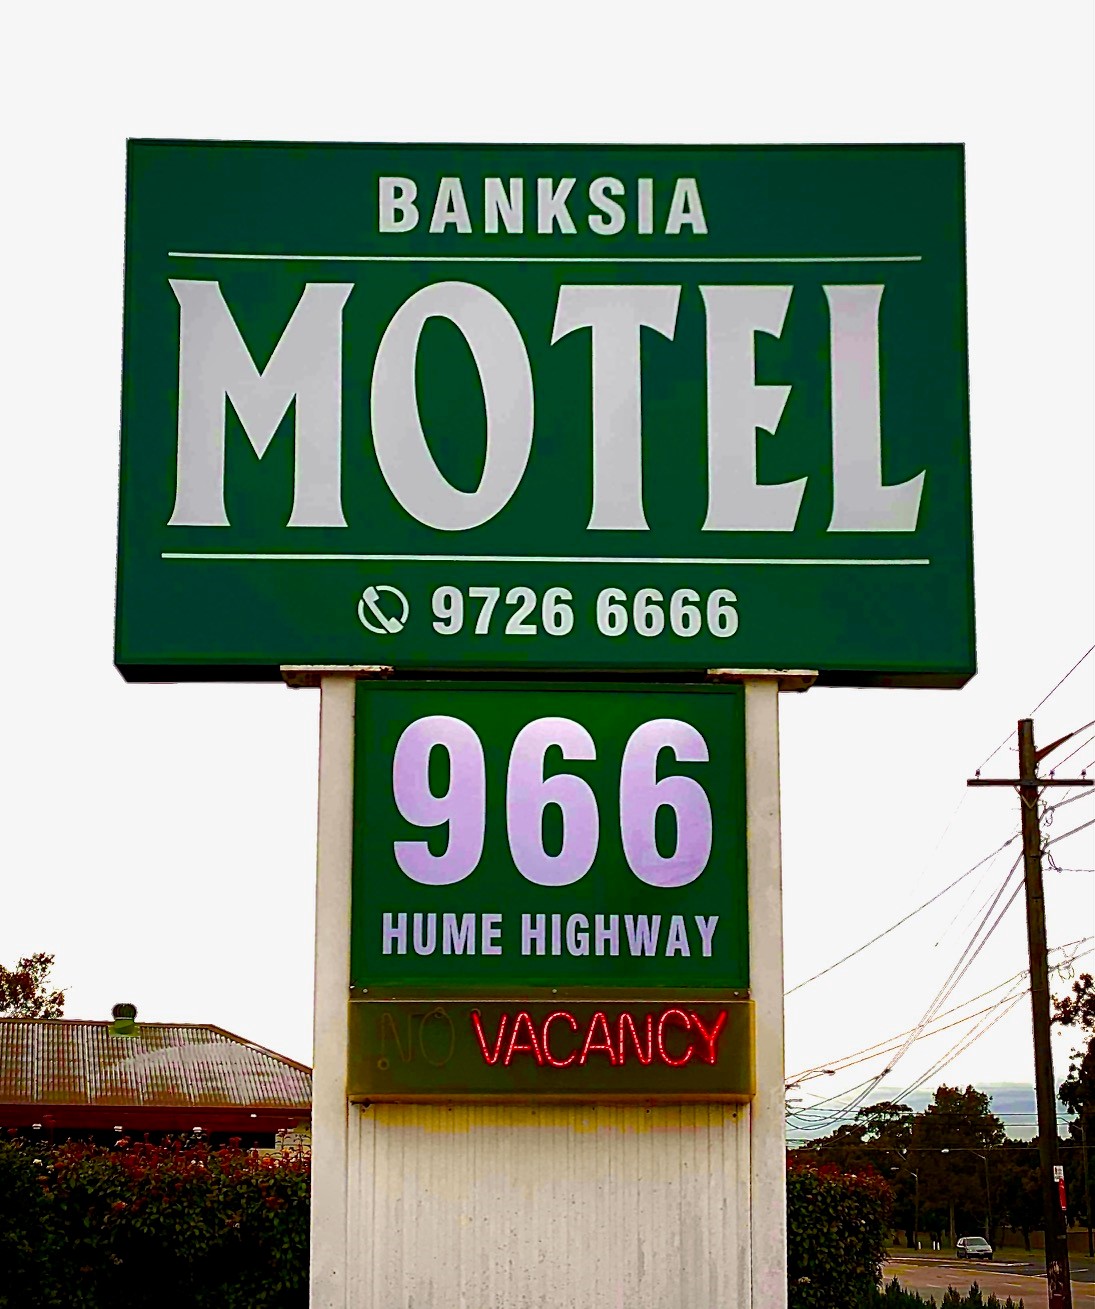 BANKSIA
MOTEL
9726 6666
966
HUME HIGHWAY
NO VACANCY